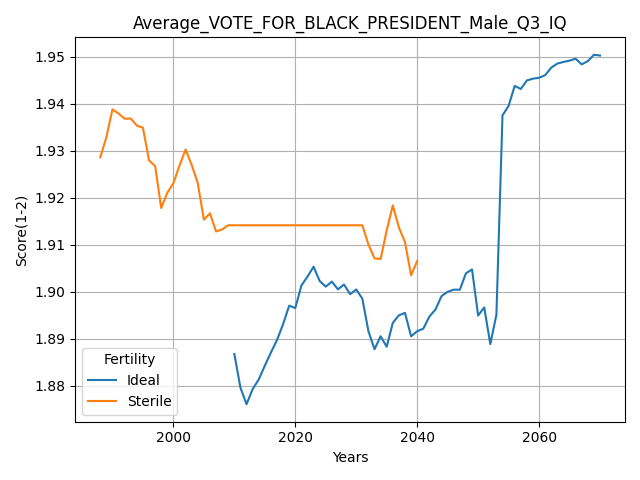 Average_VOTE_FOR_BLACK_PRESIDENT_Male_Q3_IQ
1.95
1.94
1.93
1.92
1.91
1.90
1.89
1.88
Score(1-2)
Fertility
Ideal
Sterile
2000
2020
2040
2060
Years